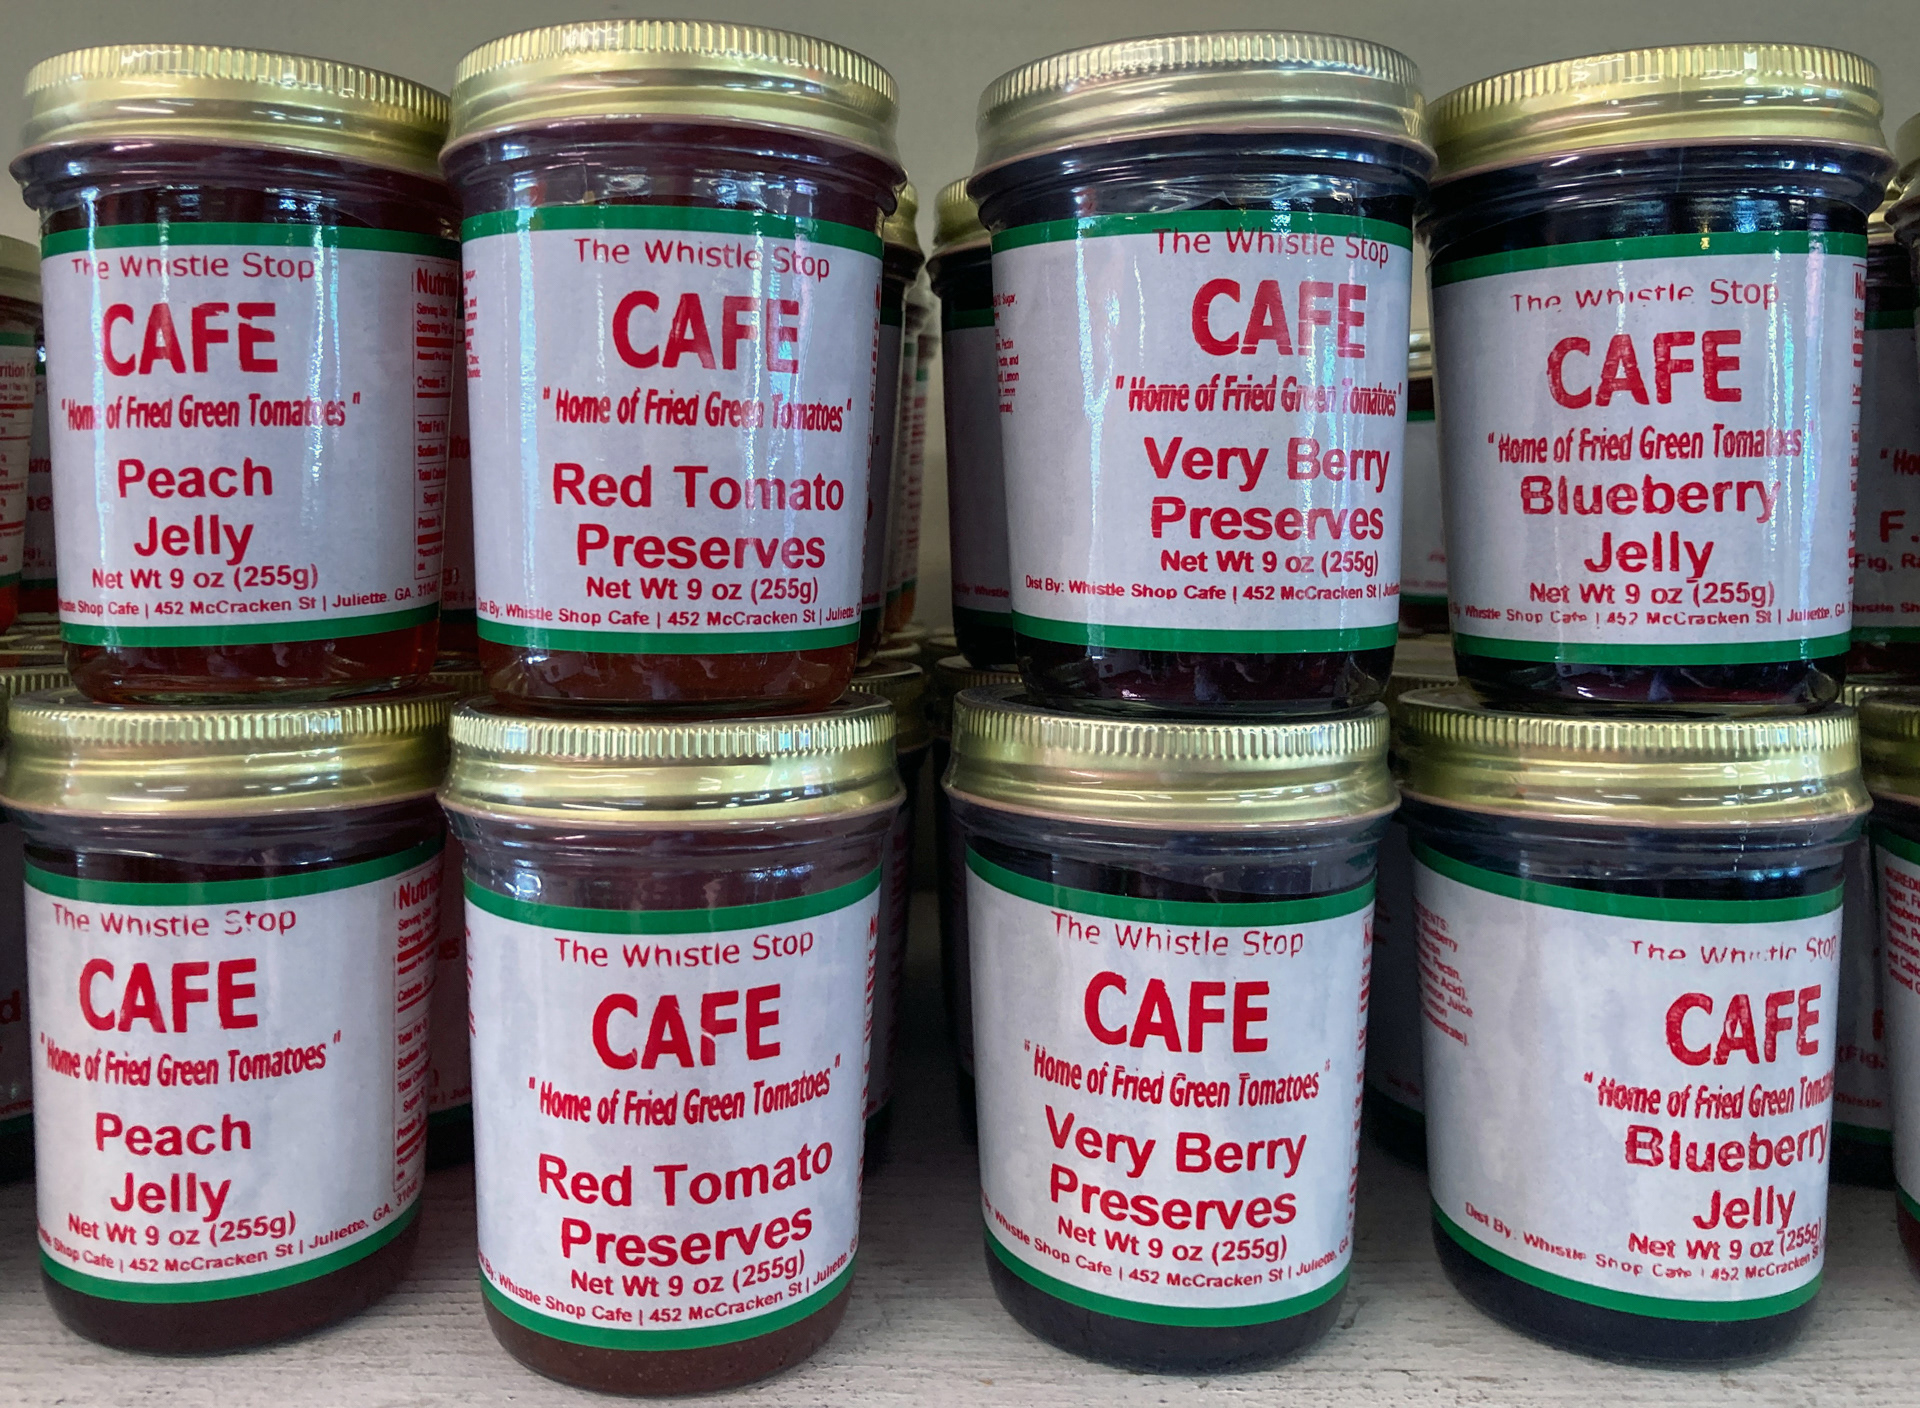 The Whistle Stop
CAFE
"Home of Fried Green Tomatoes"
Peach
Jelly
Net Wt 9 oz (255g)
Shop Cafe | 452 McCracken St | Juliette, GA. 31046
The Whistle Stop
CAFE
"Home of Fried Green Tomatoes"
Red Tomato
Preserves
Net Wt 9 oz (255g)
Dist By: Whistle Shop Cafe | 452 McCracken St | Juliette
The Whistle Stop
CAFE
"Home of Fried Green Tomatoes"
Very Berry
Preserves
Net Wt 9 oz (255g)
Dist By: Whistle Shop Cafe | 452 McCracken St |
The Whistle Stop
CAFE
"Home of Fried Green Tomatoes"
Blueberry
Jelly
Net Wt 9 oz (255g)
By: Whistle Shop Cafe | 452 McCracken St | Juliette, GA
The Whistle Stop
CAFE
"Home of Fried Green Tomatoes"
Peach
Jelly
Net Wt 9 oz (255g)
Shop Cafe | 452 McCracken St | Juliette, GA. 31046
The Whistle Stop
CAFE
"Home of Fried Green Tomatoes"
Red Tomato
Preserves
Net Wt 9 oz (255g)
By: Whistle Shop Cafe | 452 McCracken St | Juliette
The Whistle Stop
CAFE
"Home of Fried Green Tomatoes"
Very Berry
Preserves
Net Wt 9 oz (255g)
By: Whistle Shop Cafe | 452 McCracken St | Juliette, GA
The Whistle Stop
CAFE
"Home of Fried Green Tomatoes
Blueberry
Jelly
Net Wt 9 oz (255g)
Dist By: Whistle Shop Cafe | 452 McCracken